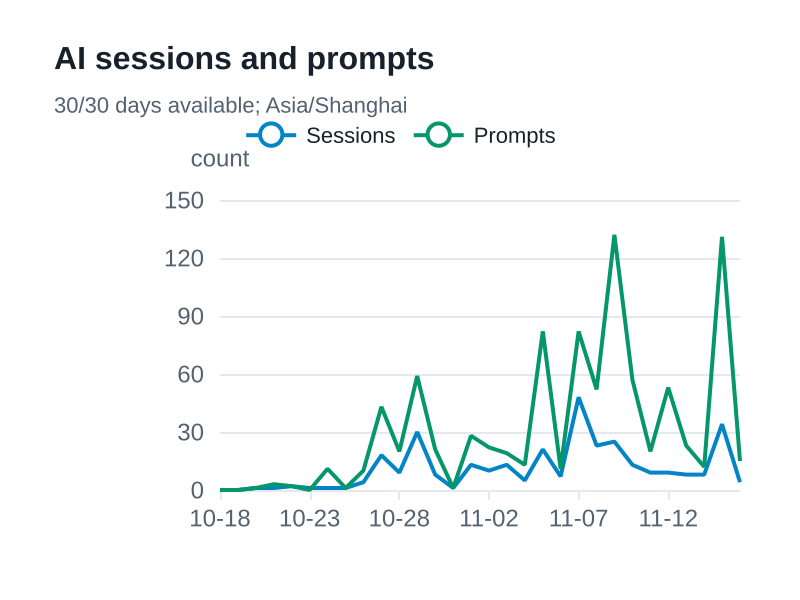 AI sessions and prompts
30/30 days available; Asia/Shanghai
Sessions Prompts
count
150
120
90
60
30
0
10-18 10-23 10-28 11-02 11-07 11-12